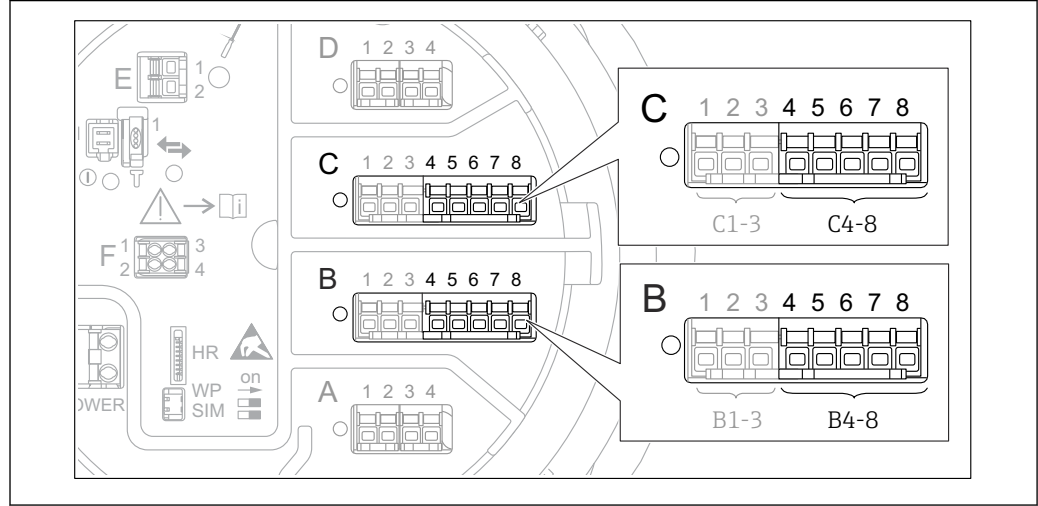 D 1 2 3 4
E 1
2
1
C 1 2 3 4 5 6 7 8
C 1 2 3 4 5 6 7 8
C1-3 C4-8
i
F 1 2 3 4
B 1 2 3 4 5 6 7 8
B 1 2 3 4 5 6 7 8
B1-3 B4-8
HR
on
WP
SIM
OWER
A 1 2 3 4